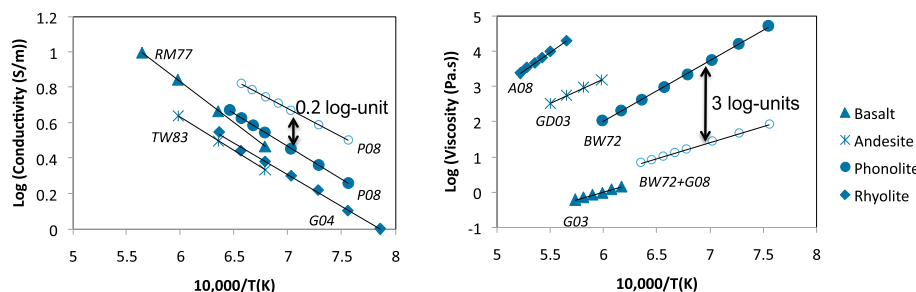 Log (Conductivity (S/m))
1.2
1
0.8
0.6
0.4
0.2
0
RM77
TW83
0.2 log-unit
P08
P08
G04
5
5.5
6
6.5
7
7.5
8
10,000/T(K)
Log (Viscosity (Pa.s)
5
4
3
2
1
0
-1
A08
GD03
BW72
3 log-units
BW72+G08
G03
5
5.5
6
6.5
7
7.5
8
10,000/T(K)
Basalt
Andesite
Phonolite
Rhyolite